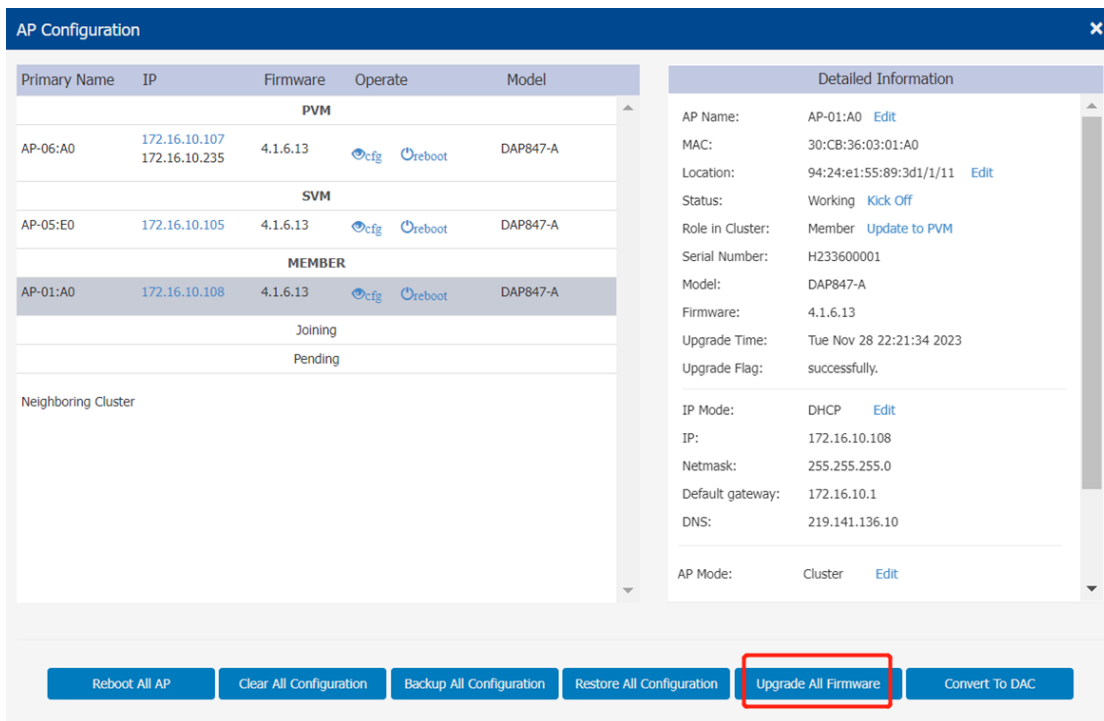 AP Configuration
Primary Name IP Firmware Operate Model
PVM
AP-06:A0 172.16.10.107 4.1.6.13 cfg reboot DAP847-A
172.16.10.235
SVM
AP-05:E0 172.16.10.105 4.1.6.13 cfg reboot DAP847-A
MEMBER
AP-01:A0 172.16.10.108 4.1.6.13 cfg reboot DAP847-A
Joining
Pending
Neighboring Cluster
Detailed Information
AP Name: AP-01:A0 Edit
MAC: 30:CB:36:03:01:A0
Location: 94:24:e1:55:89:3d1/1/11 Edit
Status: Working Kick Off
Role in Cluster: Member Update to PVM
Serial Number: H233600001
Model: DAP847-A
Firmware: 4.1.6.13
Upgrade Time: Tue Nov 28 22:21:34 2023
Upgrade Flag: successfully.
IP Mode: DHCP Edit
IP: 172.16.10.108
Netmask: 255.255.255.0
Default gateway: 172.16.10.1
DNS: 219.141.136.10
AP Mode: Cluster Edit
Reboot All AP Clear All Configuration Backup All Configuration Restore All Configuration Upgrade All Firmware Convert To DAC